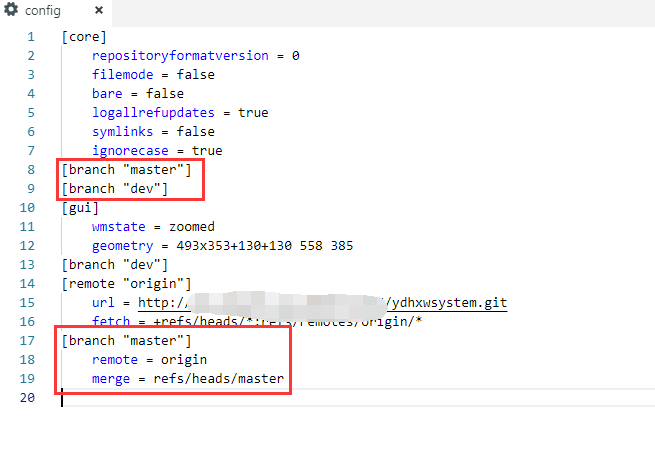 config ×
1 [core]
2 repositoryformatversion = 0
3 filemode = false
4 bare = false
5 logallrefupdates = true
6 symlinks = false
7 ignorecase = true
8 [branch "master"]
9 [branch "dev"]
10 [gui]
11 wmstate = zoomed
12 geometry = 493x353+130+130 558 385
13 [branch "dev"]
14 [remote "origin"]
15 url = http:/ /ydhxwsystem.git
16 fetch = +refs/heads/*:refs/remotes/origin/*
17 [branch "master"]
18 remote = origin
19 merge = refs/heads/master
20